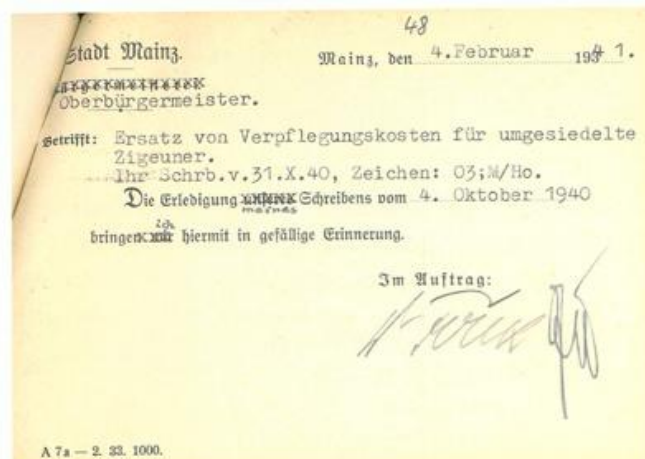 48
Stadt Mainz.
Mainz, den 4.Februar 1941.
Oberbürgermeister.
Betrifft: Ersatz von Verpflegungskosten für umgesiedelte
Zigeuner.
Ihr Schrb.v.31.X.40, Zeichen: O3;M/Ho.
Die Erledigung meines Schreibens vom 4. Oktober 1940
bringe ich hiermit in gefällige Erinnerung.
Im Auftrag:
A 7a — 2. 33. 1000.